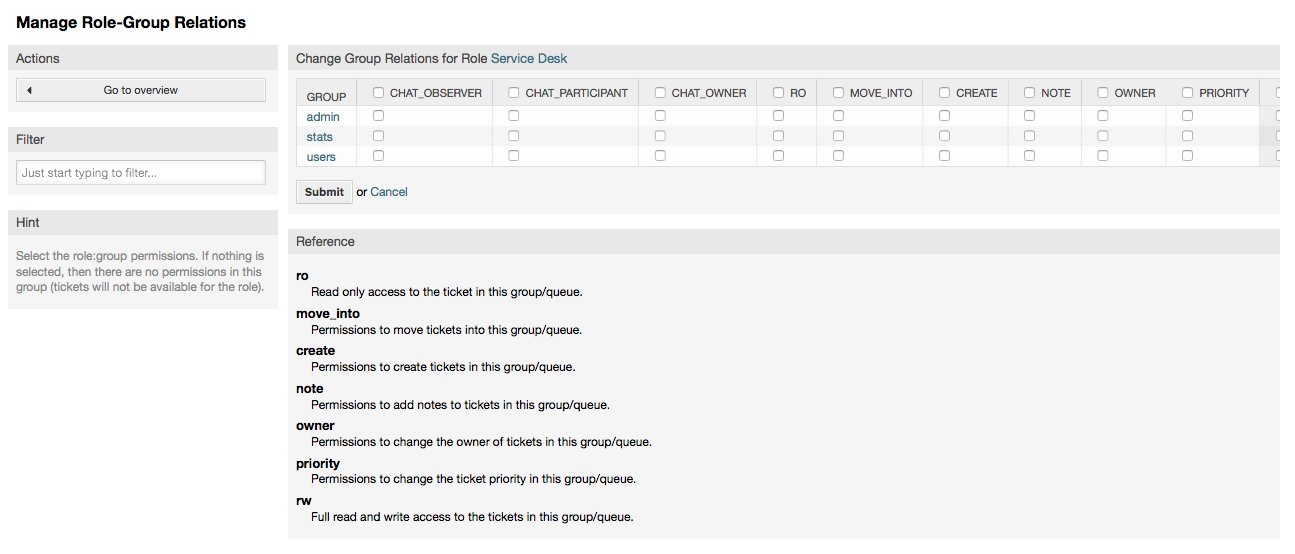 Manage Role-Group Relations
Actions
Go to overview
Filter
Just start typing to filter...
Hint
Select the role:group permissions. If nothing is
selected, then there are no permissions in this
group (tickets will not be available for the role).
Change Group Relations for Role Service Desk
GROUP CHAT_OBSERVER CHAT_PARTICIPANT CHAT_OWNER RO MOVE_INTO CREATE NOTE OWNER PRIORITY
admin
stats
users
Submit or Cancel
Reference
ro
Read only access to the ticket in this group/queue.
move_into
Permissions to move tickets into this group/queue.
create
Permissions to create tickets in this group/queue.
note
Permissions to add notes to tickets in this group/queue.
owner
Permissions to change the owner of tickets in this group/queue.
priority
Permissions to change the ticket priority in this group/queue.
rw
Full read and write access to the tickets in this group/queue.